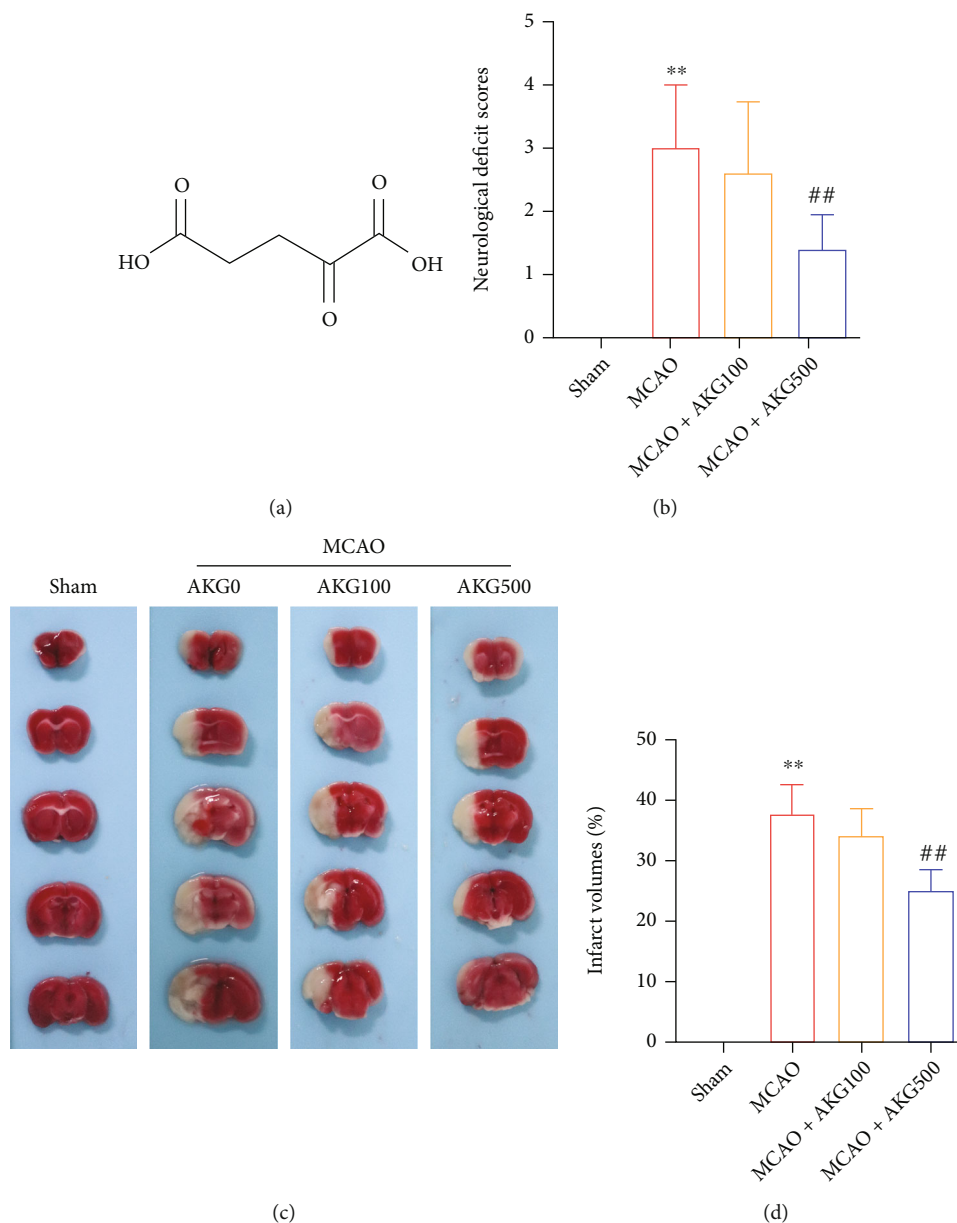 O
O
HO
OH
O
(a)
Neurological deficit scores
5
4
3
2
1
0
**
##
Sham
MCAO
MCAO + AKG100
MCAO + AKG500
(b)
MCAO
Sham
AKG0
AKG100
AKG500
(c)
Infarct volumes (%)
50
40
30
20
10
0
**
##
Sham
MCAO
MCAO + AKG100
MCAO + AKG500
(d)